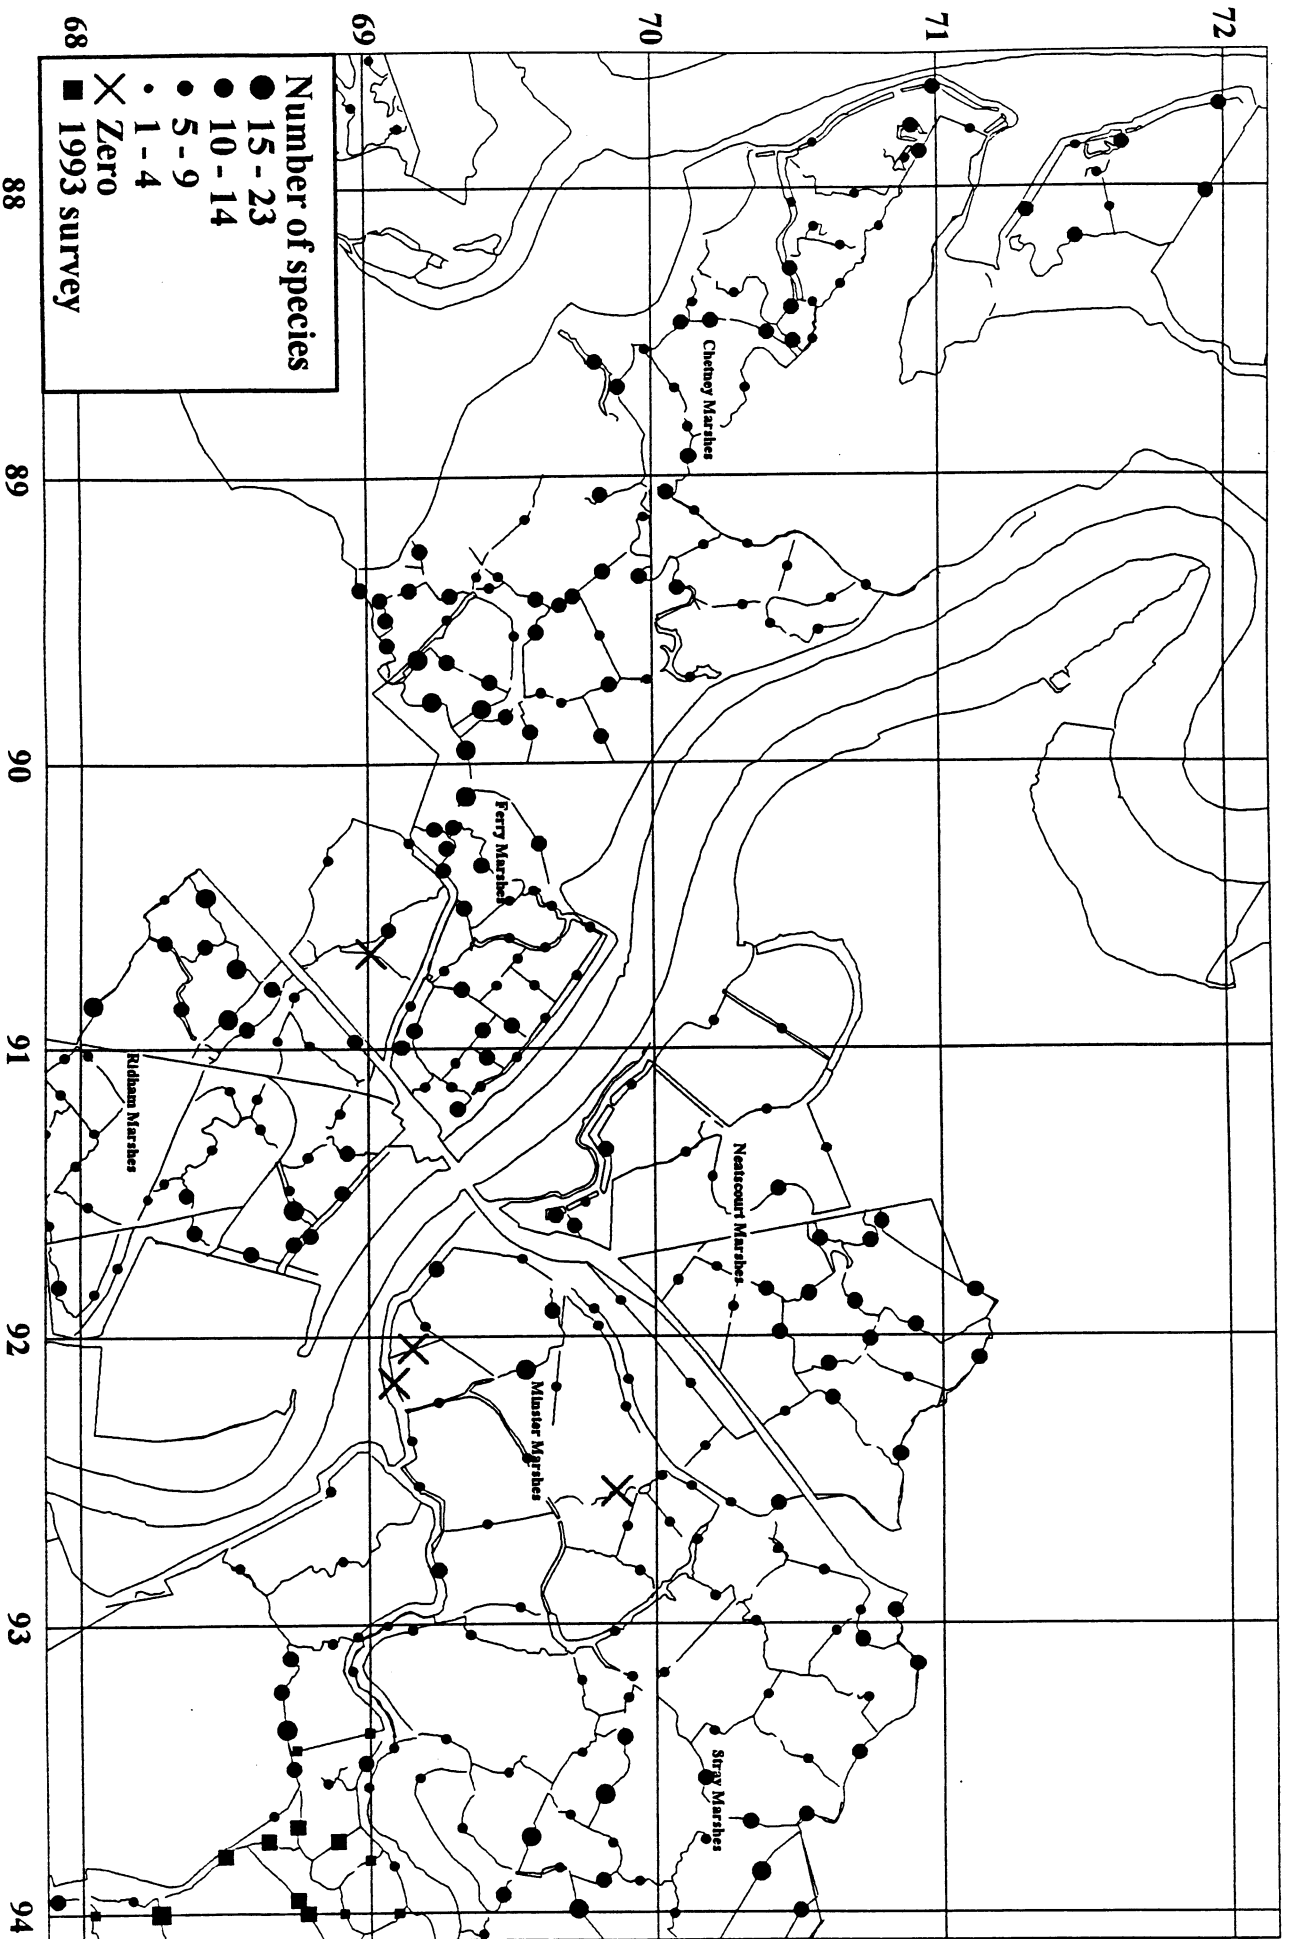 72
71
70
69
68
88
89
90
91
92
93
94
Number of species
15 - 23
10 - 14
5 - 9
1 - 4
Zero
1993 survey
Chetney Marshes
Ferry Marshes
Ridham Marshes
Neatscourt Marshes
Minster Marshes
Stray Marshes